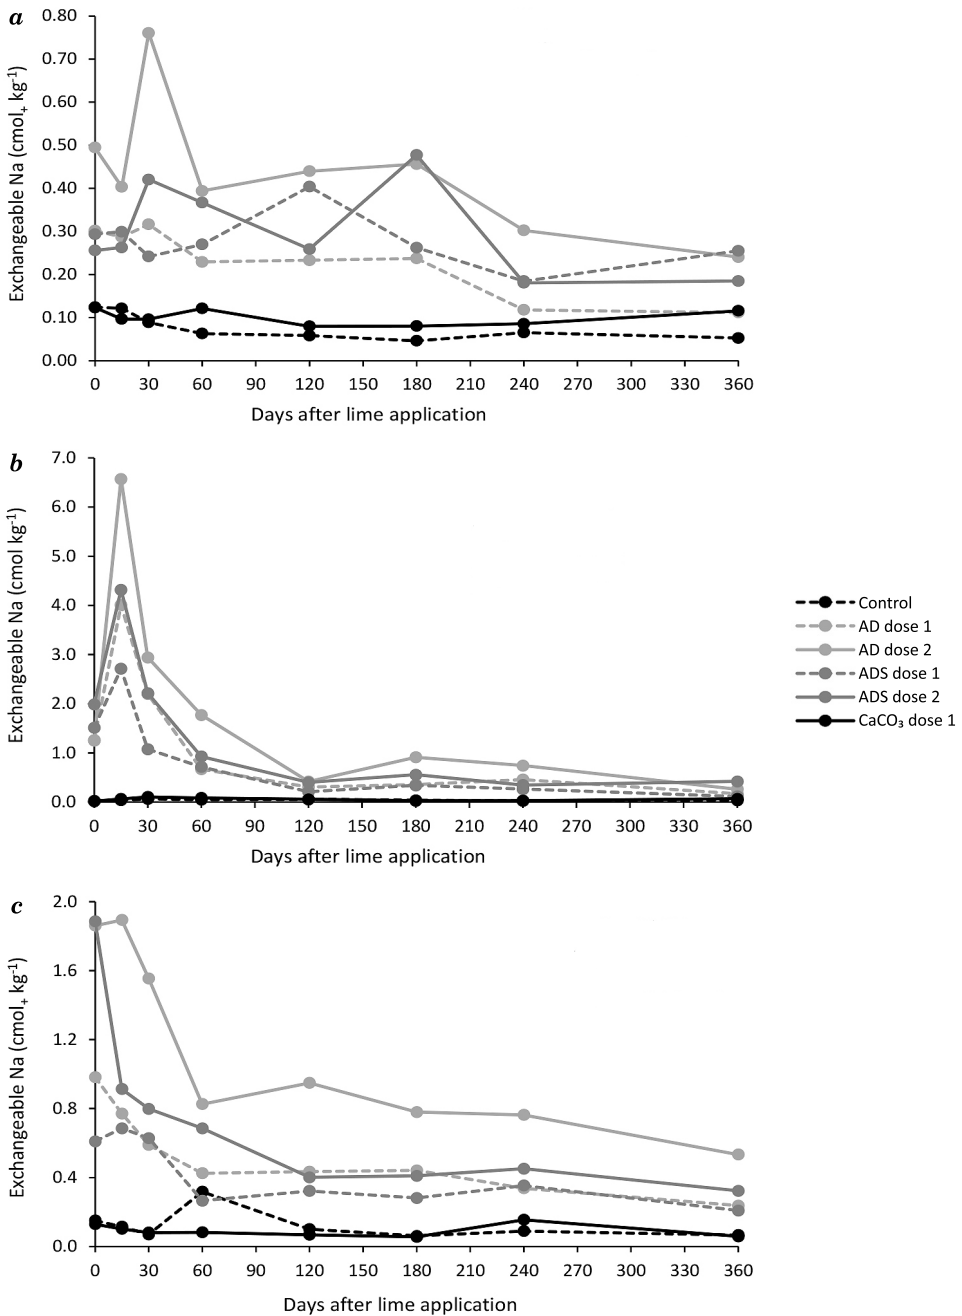 a
Exchangeable Na (cmol+ kg-1)
0.80
0.70
0.60
0.50
0.40
0.30
0.20
0.10
0.00
0 30 60 90 120 150 180 210 240 270 300 330 360
Days after lime application
b
Exchangeable Na (cmol kg-1)
7.0
6.0
5.0
4.0
3.0
2.0
1.0
0.0
0 30 60 90 120 150 180 210 240 270 300 330 360
Days after lime application
Control
AD dose 1
AD dose 2
ADS dose 1
ADS dose 2
CaCO₃ dose 1
c
Exchangeable Na (cmol+ kg-1)
2.0
1.6
1.2
0.8
0.4
0.0
0 30 60 90 120 150 180 210 240 270 300 330 360
Days after lime application